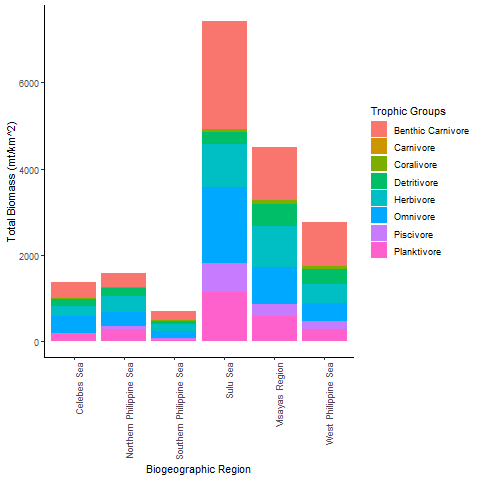 Total Biomass (mt/km^2)
6000
4000
2000
0
Celebes Sea
Northern Philippine Sea
Southern Philippine Sea
Sulu Sea
Visayas Region
West Philippine Sea
Biogeographic Region
Trophic Groups
Benthic Carnivore
Carnivore
Coralivore
Detritivore
Herbivore
Omnivore
Piscivore
Planktivore